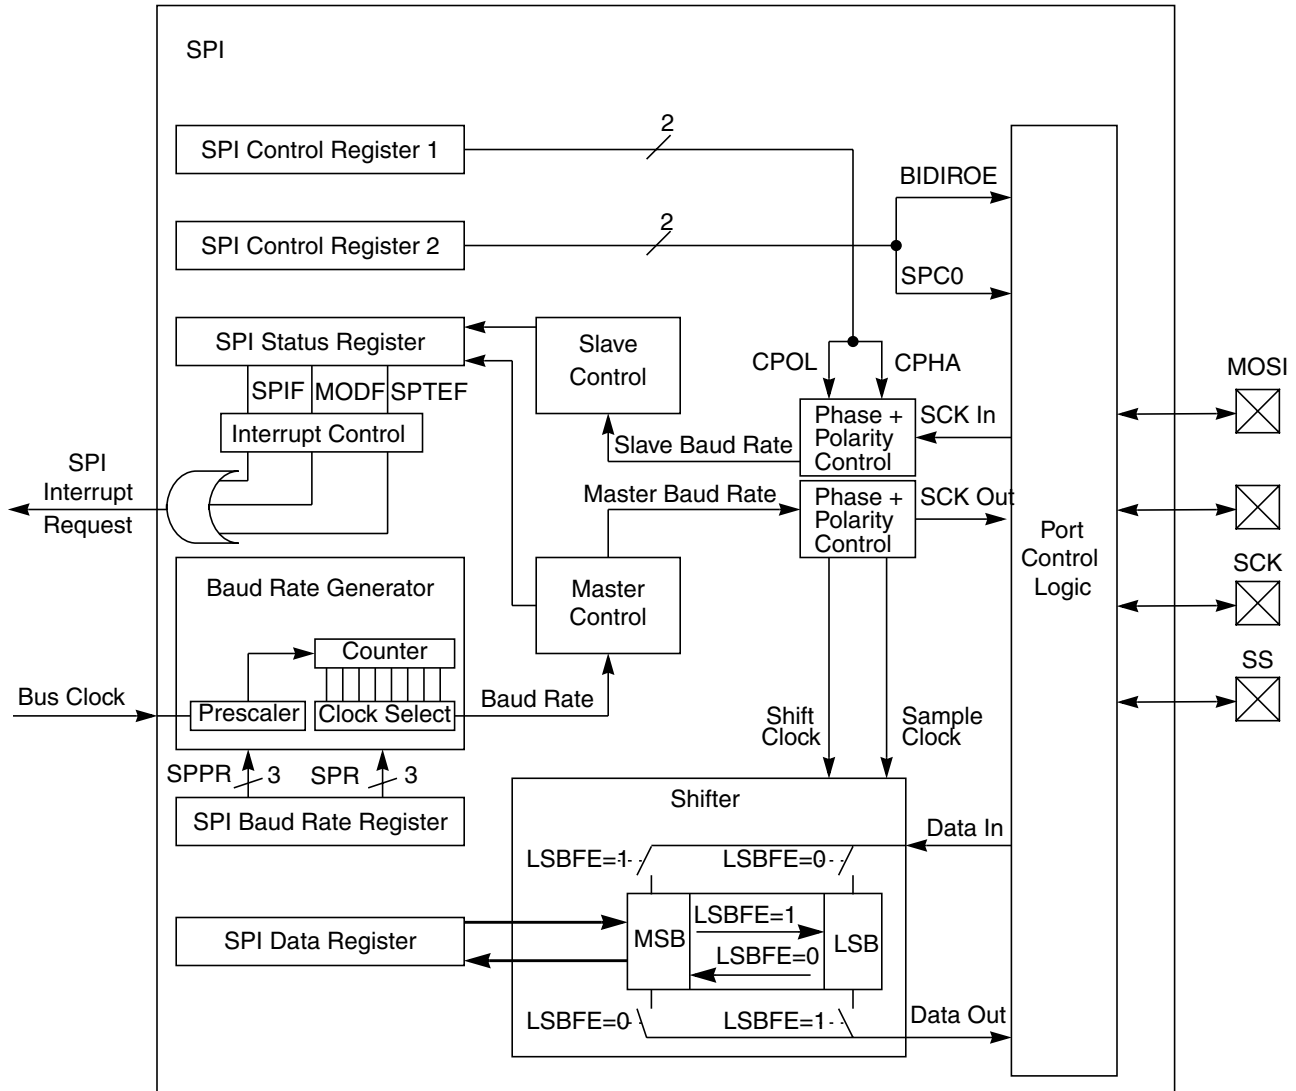 SPI
SPI Control Register 1
2
BIDIROE
SPI Control Register 2
2
SPC0
SPI Status Register
Slave
Control
CPOL
CPHA
MOSI
SPIF
MODF
SPTEF
Interrupt Control
Phase +
Polarity
Control
SCK In
Slave Baud Rate
SPI
Interrupt
Request
Master Baud Rate
Phase +
Polarity
Control
SCK Out
Port
Control
Logic
SCK
Baud Rate Generator
Master
Control
Counter
SS
Bus Clock
Prescaler
Clock Select
Baud Rate
Shift
Clock
Sample
Clock
SPPR
3
SPR
3
SPI Baud Rate Register
Shifter
Data In
LSBFE=1
LSBFE=0
SPI Data Register
MSB
LSBFE=1
LSBFE=0
LSB
LSBFE=0
LSBFE=1
Data Out